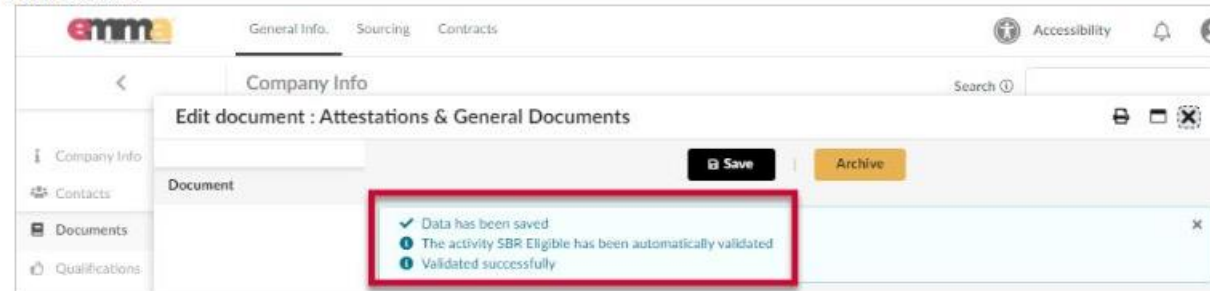 emma
General Info. Sourcing Contracts Accessibility
Company Info Search
Edit document : Attestations & General Documents
Company Info
Save | Archive
Contacts
Document
Documents
Data has been saved
The activity SBR Eligible has been automatically validated
Validated successfully
Qualifications